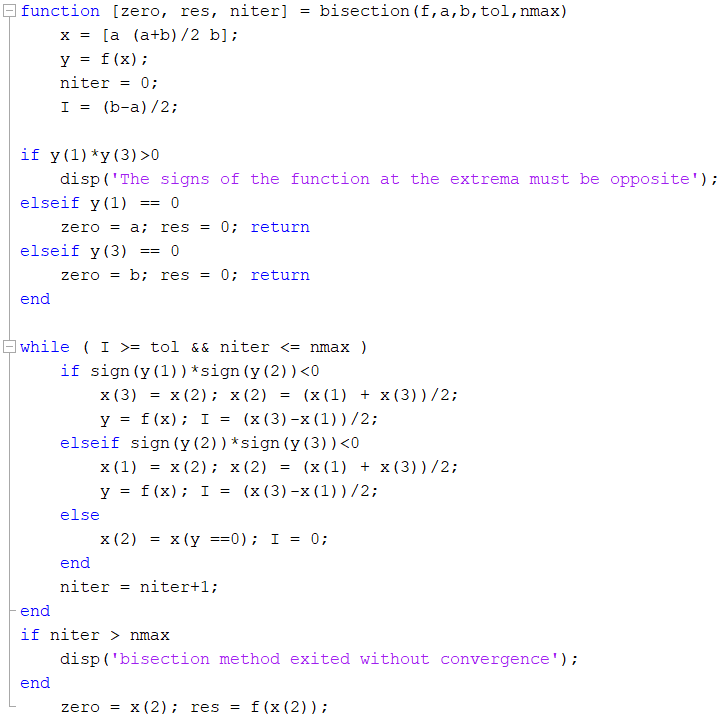 function [zero, res, niter] = bisection(f,a,b,tol,nmax)
    x = [a (a+b)/2 b];
    y = f(x);
    niter = 0;
    I = (b-a)/2;

if y(1)*y(3)>0
    disp('The signs of the function at the extrema must be opposite');
elseif y(1) == 0
    zero = a; res = 0; return
elseif y(3) == 0
    zero = b; res = 0; return
end

while ( I >= tol && niter <= nmax )
    if sign(y(1))*sign(y(2))<0
        x(3) = x(2); x(2) = (x(1) + x(3))/2;
        y = f(x); I = (x(3)-x(1))/2;
    elseif sign(y(2))*sign(y(3))<0
        x(1) = x(2); x(2) = (x(1) + x(3))/2;
        y = f(x); I = (x(3)-x(1))/2;
    else
        x(2) = x(y ==0); I = 0;
    end
    niter = niter+1;
end
if niter > nmax
    disp('bisection method exited without convergence');
end
    zero = x(2); res = f(x(2));